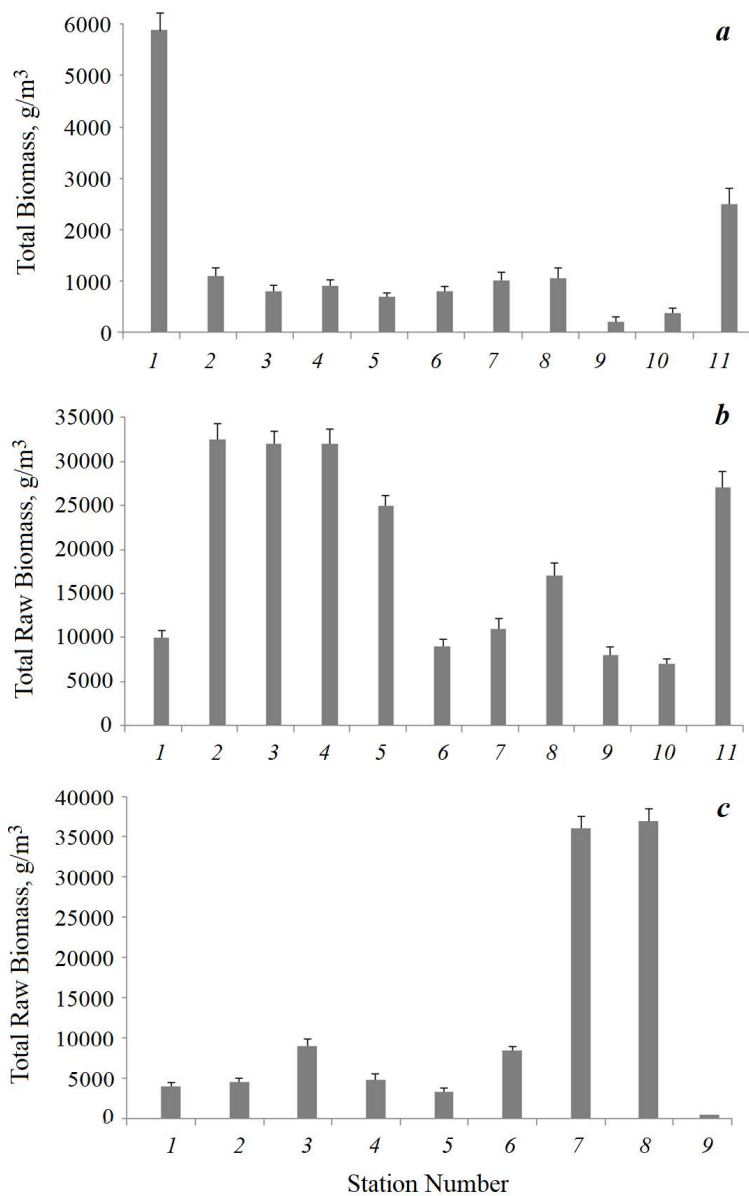 a
Total Biomass, g/m³
6000
5000
4000
3000
2000
1000
0
1 2 3 4 5 6 7 8 9 10 11
b
Total Raw Biomass, g/m³
35000
30000
25000
20000
15000
10000
5000
0
1 2 3 4 5 6 7 8 9 10 11
c
Total Raw Biomass, g/m³
40000
35000
30000
25000
20000
15000
10000
5000
0
1 2 3 4 5 6 7 8 9
Station Number